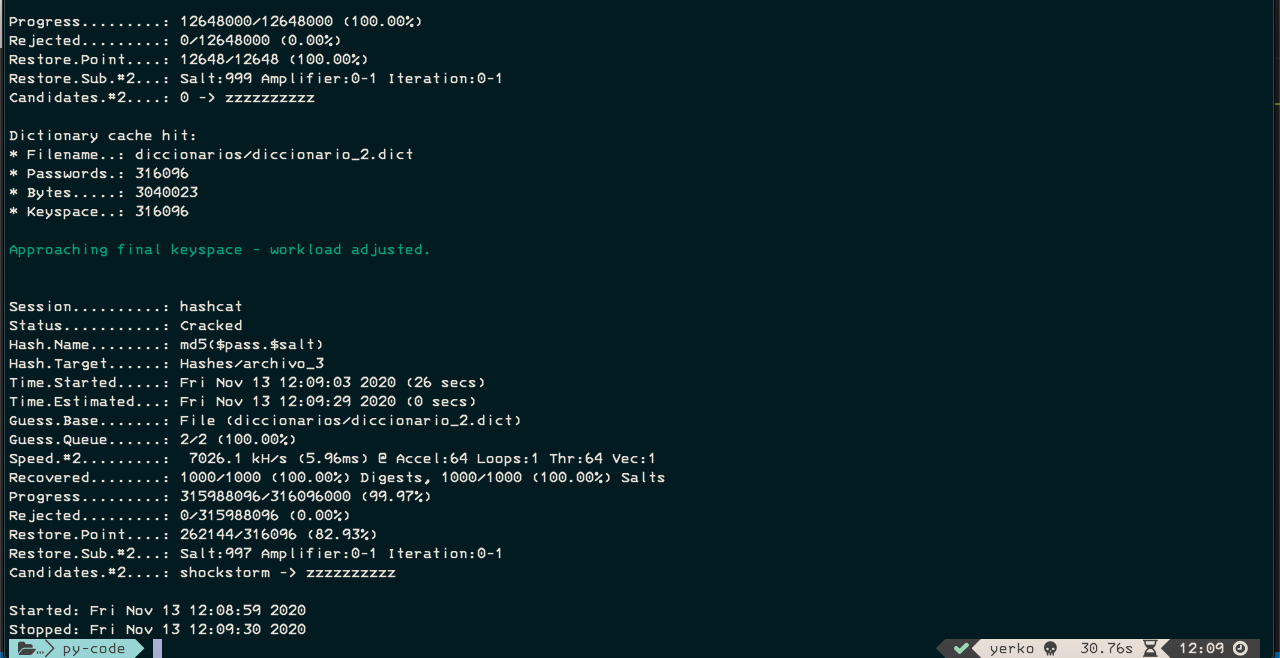 Progress.........: 12648000/12648000 (100.00%)
Rejected.........: 0/12648000 (0.00%)
Restore.Point....: 12648/12648 (100.00%)
Restore.Sub.#2...: Salt:999 Amplifier:0-1 Iteration:0-1
Candidates.#2....: 0 -> zzzzzzzzzz
Dictionary cache hit:
* Filename..: diccionarios/diccionario_2.dict
* Passwords.: 316096
* Bytes.....: 3040023
* Keyspace..: 316096
Approaching final keyspace - workload adjusted.
Session..........: hashcat
Status...........: Cracked
Hash.Name........: md5($pass.$salt)
Hash.Target......: Hashes/archivo_3
Time.Started.....: Fri Nov 13 12:09:03 2020 (26 secs)
Time.Estimated...: Fri Nov 13 12:09:29 2020 (0 secs)
Guess.Base.......: File (diccionarios/diccionario_2.dict)
Guess.Queue......: 2/2 (100.00%)
Speed.#2.........:  7026.1 kH/s (5.96ms) @ Accel:64 Loops:1 Thr:64 Vec:1
Recovered........: 1000/1000 (100.00%) Digests, 1000/1000 (100.00%) Salts
Progress.........: 315988096/316096000 (99.97%)
Rejected.........: 0/315988096 (0.00%)
Restore.Point....: 262144/316096 (82.93%)
Restore.Sub.#2...: Salt:997 Amplifier:0-1 Iteration:0-1
Candidates.#2....: shockstorm -> zzzzzzzzzz
Started: Fri Nov 13 12:08:59 2020
Stopped: Fri Nov 13 12:09:30 2020
…/ py-code yerko 30.76s 12:09